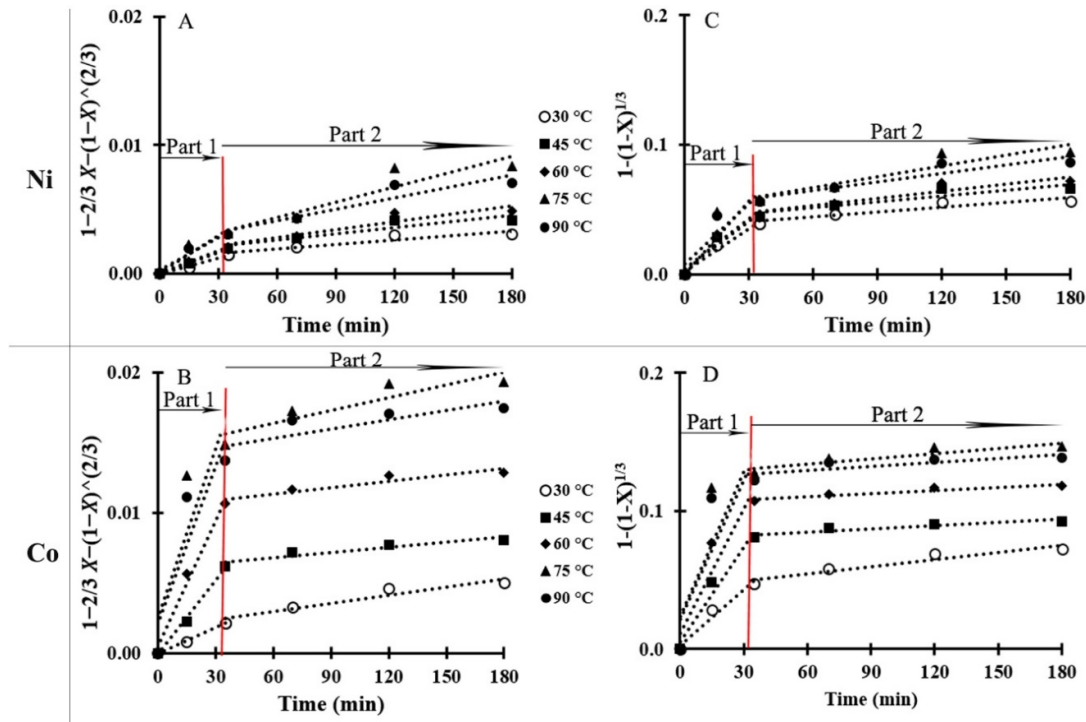 Ni
A
1−2/3 X−(1−X)^(2/3)
0.02
0.01
0.00
Part 1
Part 2
0 30 60 90 120 150 180
Time (min)
30 °C
45 °C
60 °C
75 °C
90 °C
C
1-(1-X)1/3
0.2
0.1
0.0
Part 1
Part 2
0 30 60 90 120 150 180
Time (min)
Co
B
1−2/3 X−(1−X)^(2/3)
0.02
0.01
0.00
Part 1
Part 2
0 30 60 90 120 150 180
Time (min)
30 °C
45 °C
60 °C
75 °C
90 °C
D
1-(1-X)1/3
0.2
0.1
0.0
Part 1
Part 2
0 30 60 90 120 150 180
Time (min)